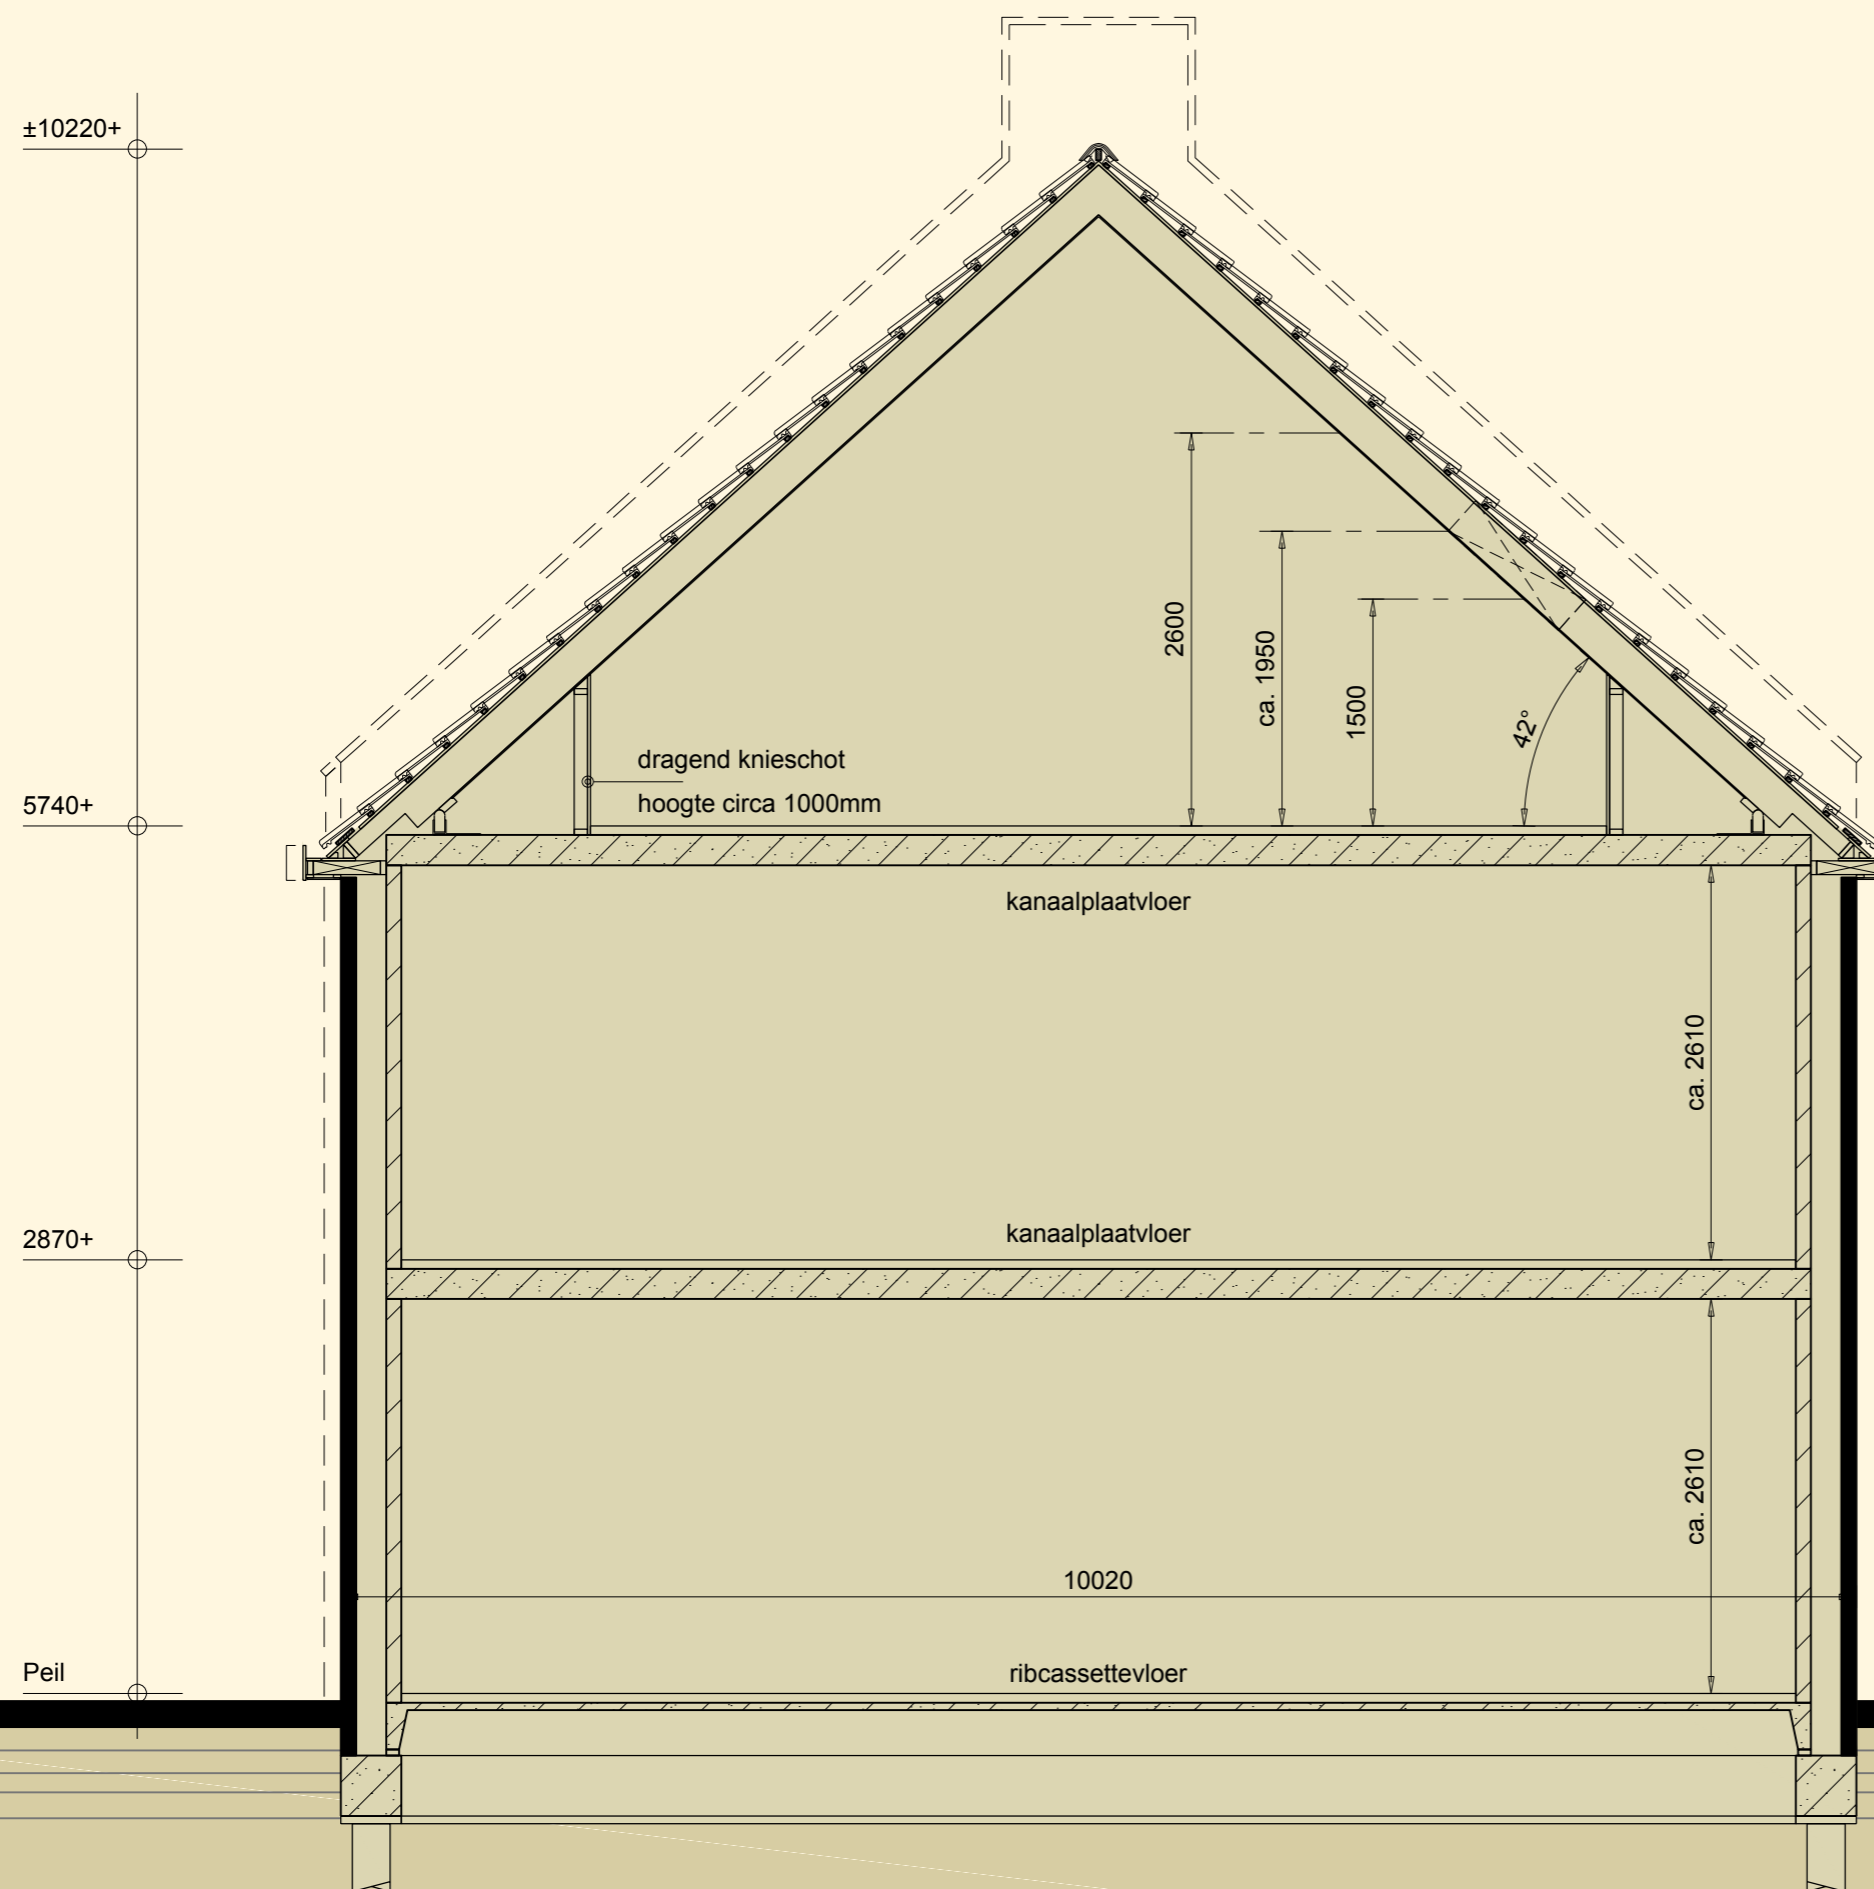 ±10220+
2600
ca. 1950
1500
42°
dragend knieschot
hoogte circa 1000mm
5740+
kanaalplaatvloer
ca. 2610
kanaalplaatvloer
2870+
ca. 2610
10020
Peil
ribcassettevloer